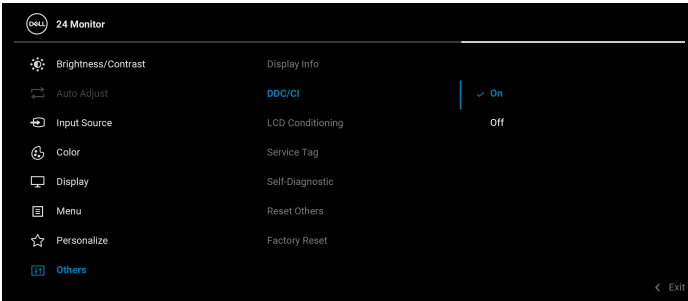 DELL 24 Monitor
Brightness/Contrast Display Info
Auto Adjust DDC/CI On
Input Source LCD Conditioning Off
Color Service Tag
Display Self-Diagnostic
Menu Reset Others
Personalize Factory Reset
Others
Exit